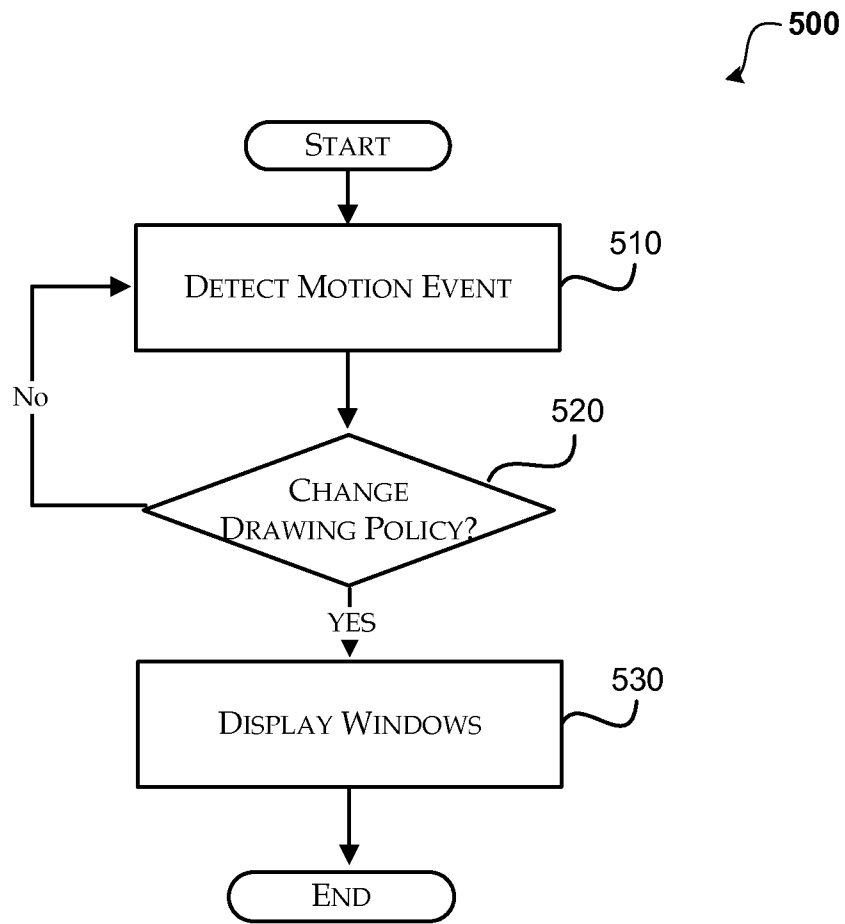 500
START
510
DETECT MOTION EVENT
No
520
CHANGE
DRAWING POLICY?
YES
530
DISPLAY WINDOWS
END